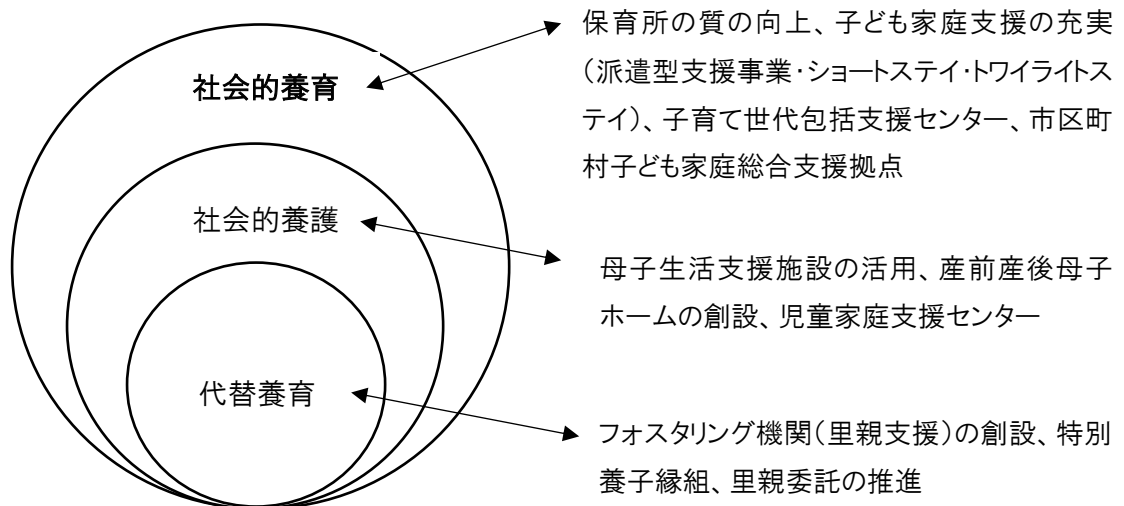 社会的養育
社会的養護
代替養育
保育所の質の向上、子ども家庭支援の充実
(派遣型支援事業・ショートステイ・トワイライトス
テイ)、子育て世代包括支援センター、市区町
村子ども家庭総合支援拠点
母子生活支援施設の活用、産前産後母子
ホームの創設、児童家庭支援センター
フォスタリング機関(里親支援)の創設、特別
養子縁組、里親委託の推進